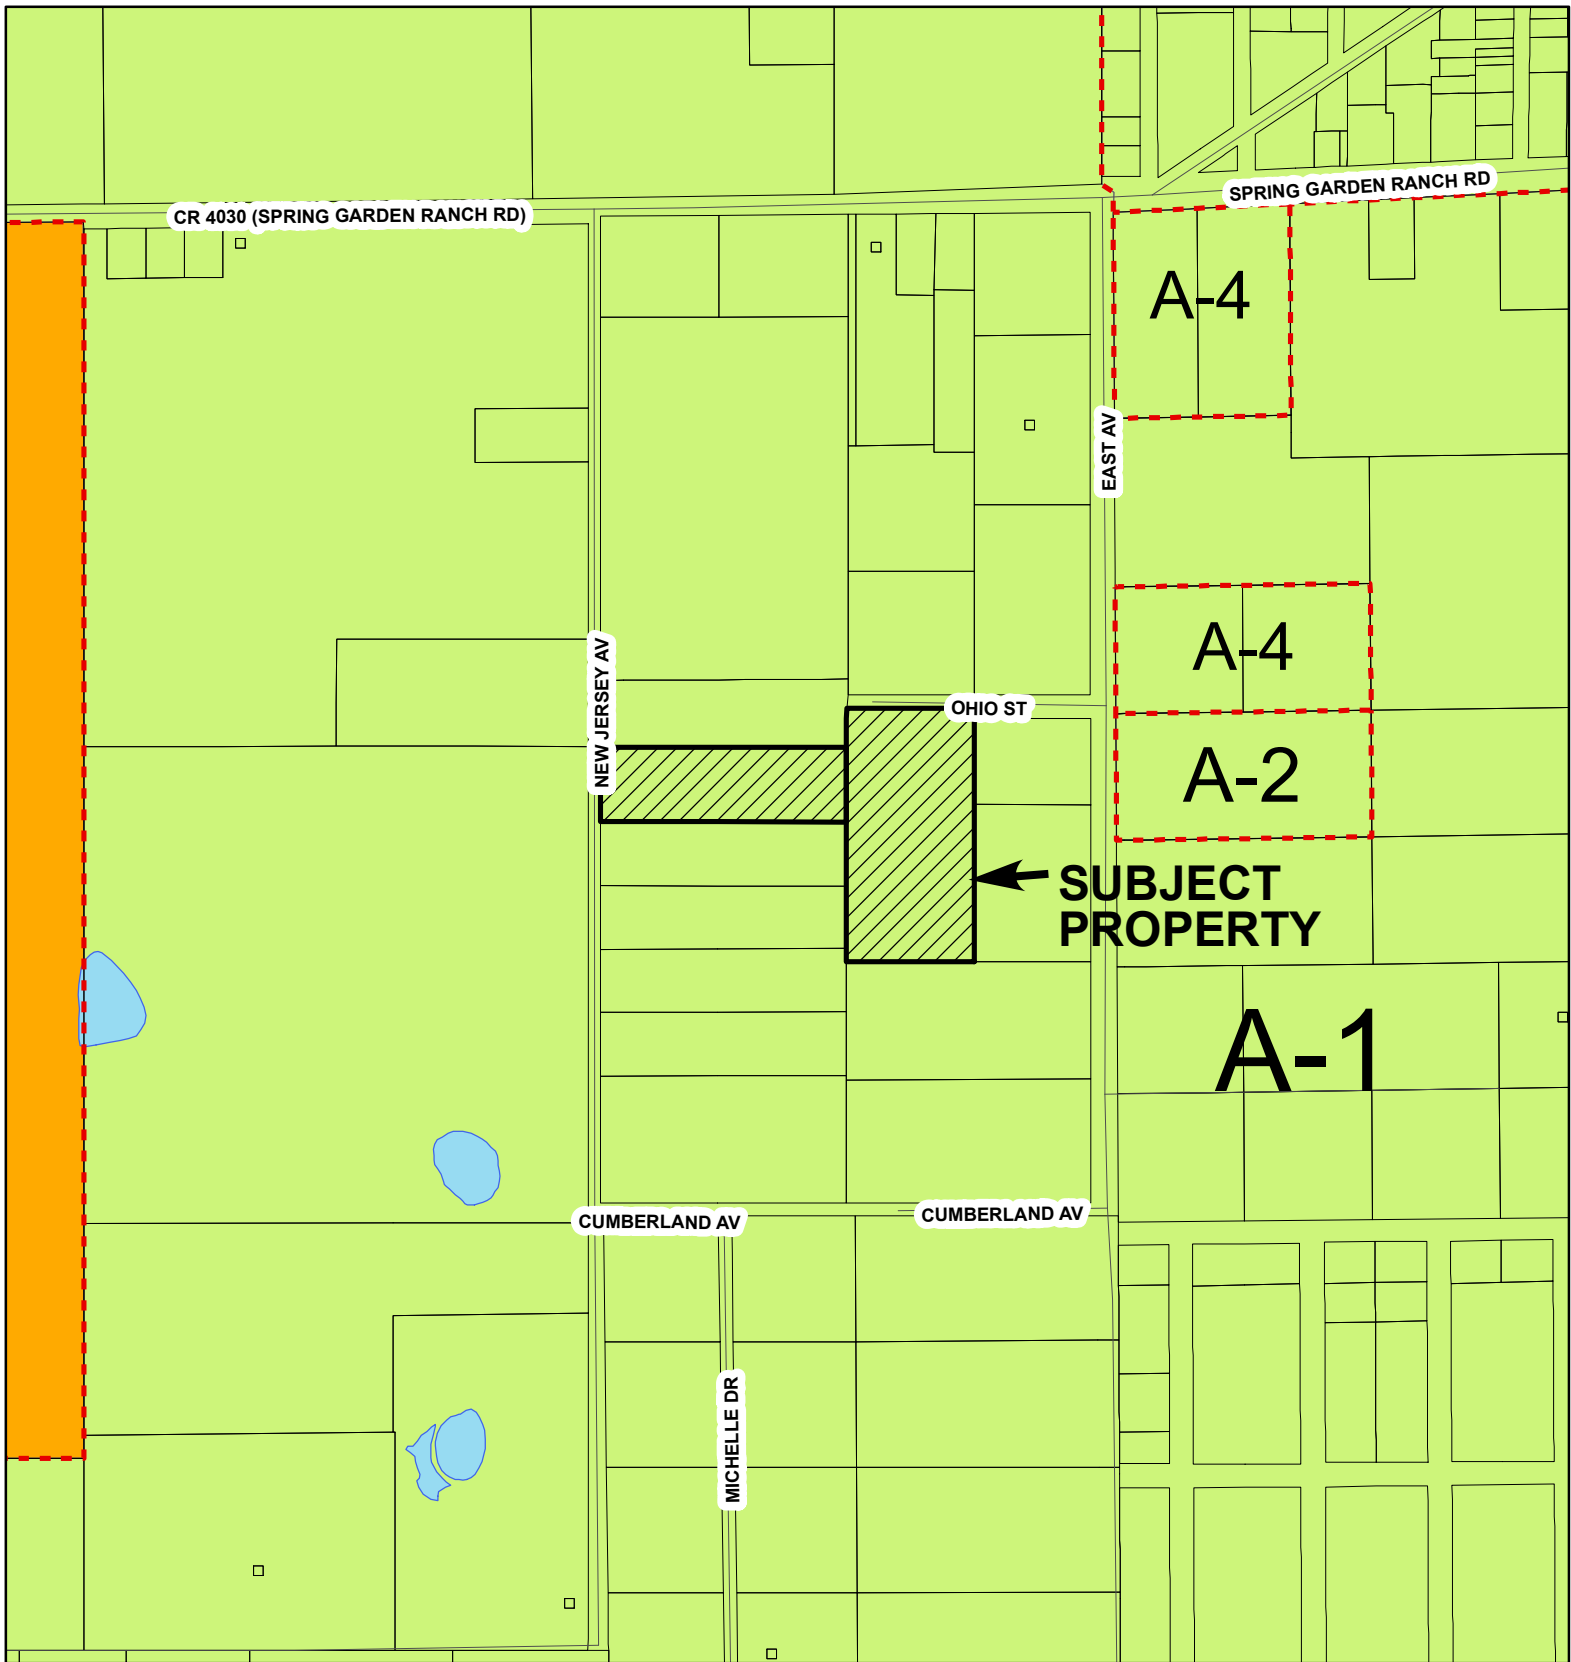 SPRING GARDEN RANCH RD
CR 4030 (SPRING GARDEN RANCH RD)
A-4
EAST AV
A-4
NEW JERSEY AV
OHIO ST
A-2
SUBJECT
PROPERTY
A-1
CUMBERLAND AV
CUMBERLAND AV
MICHELLE DR